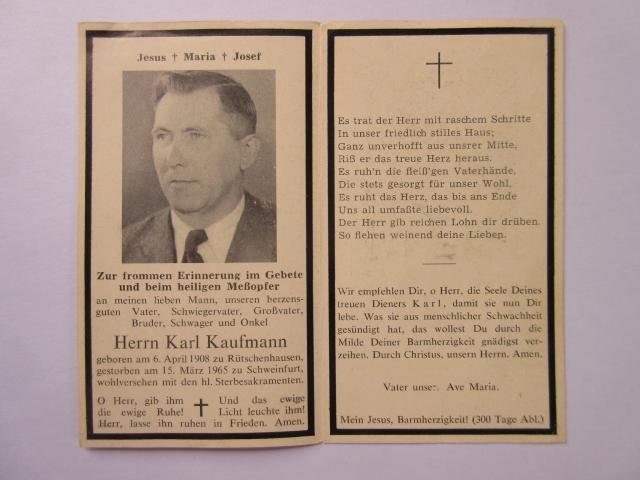 Jesus † Maria † Josef
Zur frommen Erinnerung im Gebete
und beim heiligen Meßopfer
an meinen lieben Mann, unseren herzens-
guten Vater, Schwiegervater, Großvater,
Bruder, Schwager und Onkel
Herrn Karl Kaufmann
geboren am 6. April 1908 zu Rütschenhausen,
gestorben am 15. März 1965 zu Schweinfurt,
wohlversehen mit den hl. Sterbesakramenten.
O Herr, gib ihm
die ewige Ruhe!
Und das ewige
Licht leuchte ihm!
Herr, lasse ihn ruhen in Frieden. Amen.
Es trat der Herr mit raschem Schritte
In unser friedlich stilles Haus;
Ganz unverhofft aus unsrer Mitte,
Riß er das treue Herz heraus.
Es ruh'n die fleiß'gen Vaterhände,
Die stets gesorgt für unser Wohl,
Es ruht das Herz, das bis ans Ende
Uns all umfaßte liebevoll.
Der Herr gib reichen Lohn dir drüben.
So flehen weinend deine Lieben.
Wir empfehlen Dir, o Herr, die Seele Deines
treuen Dieners Karl, damit sie nun Dir
lebe. Was sie aus menschlicher Schwachheit
gesündigt hat, das wollest Du durch die
Milde Deiner Barmherzigkeit gnädigst ver-
zeihen. Durch Christus, unsern Herrn. Amen.
Vater unser. Ave Maria.
Mein Jesus, Barmherzigkeit! (300 Tage Abl.)